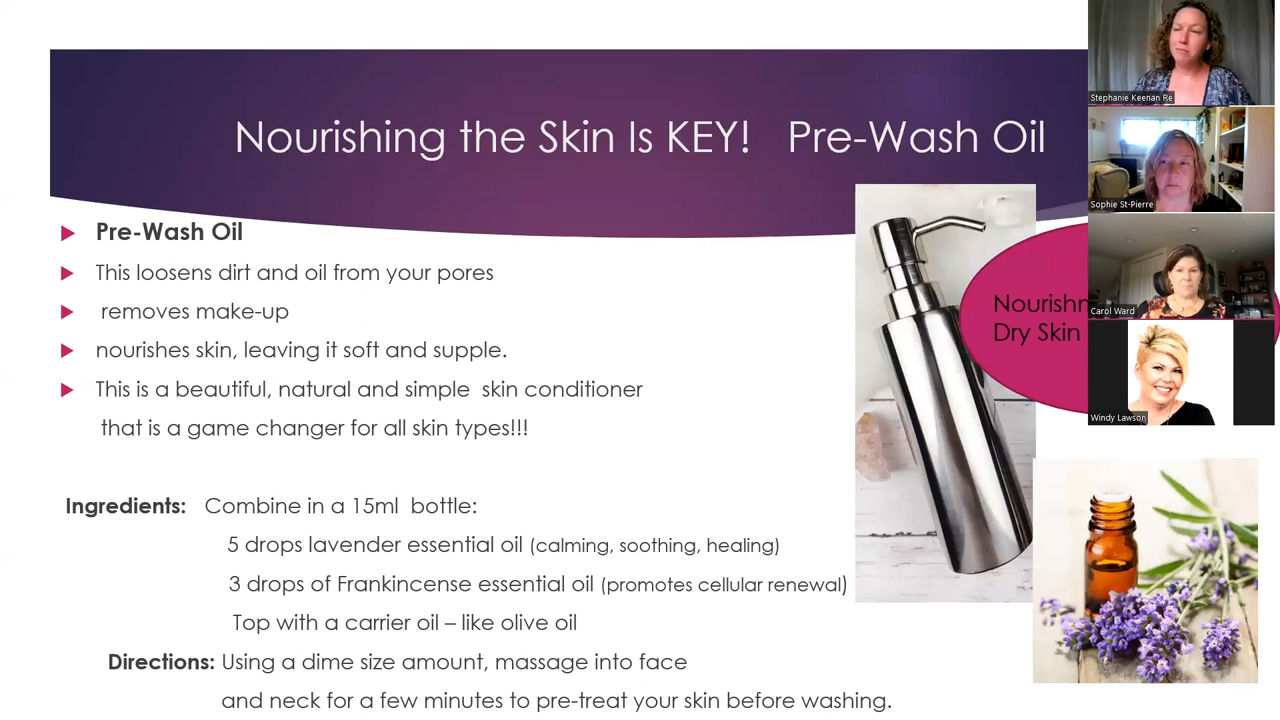 Nourishing the Skin Is KEY! Pre-Wash Oil
Pre-Wash Oil
This loosens dirt and oil from your pores
removes make-up
nourishes skin, leaving it soft and supple.
This is a beautiful, natural and simple skin conditioner
that is a game changer for all skin types!!!
Ingredients: Combine in a 15ml bottle:
5 drops lavender essential oil (calming, soothing, healing)
3 drops of Frankincense essential oil (promotes cellular renewal)
Top with a carrier oil – like olive oil
Directions: Using a dime size amount, massage into face
and neck for a few minutes to pre-treat your skin before washing.
Dry Skin
Stephanie Keenan Re
Sophie St-Pierre
Carol Ward
Windy Lawson